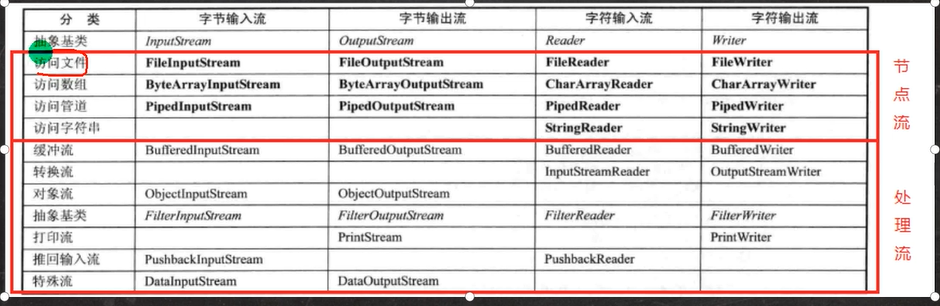 分 类 字节输入流 字节输出流 字符输入流 字符输出流
抽象基类 InputStream OutputStream Reader Writer
访问文件 FileInputStream FileOutputStream FileReader FileWriter
访问数组 ByteArrayInputStream ByteArrayOutputStream CharArrayReader CharArrayWriter
访问管道 PipedInputStream PipedOutputStream PipedReader PipedWriter
访问字符串 StringReader StringWriter
缓冲流 BufferedInputStream BufferedOutputStream BufferedReader BufferedWriter
转换流 InputStreamReader OutputStreamWriter
对象流 ObjectInputStream ObjectOutputStream
抽象基类 FilterInputStream FilterOutputStream FilterReader FilterWriter
打印流 PrintStream PrintWriter
推回输入流 PushbackInputStream PushbackReader
特殊流 DataInputStream DataOutputStream
节点流
处理流